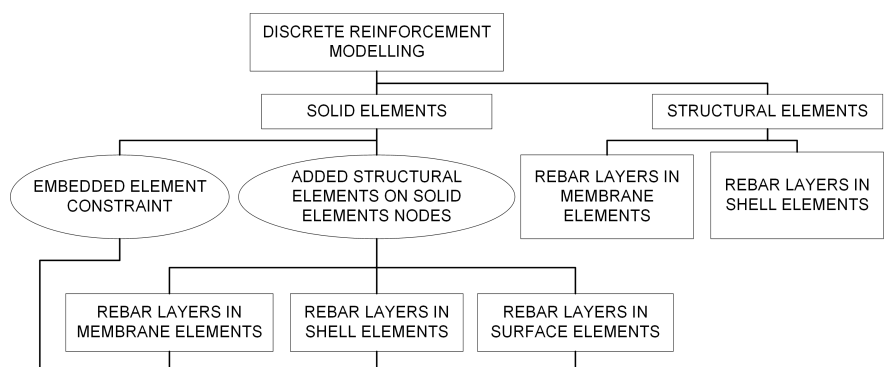 DISCRETE REINFORCEMENT
MODELLING
SOLID ELEMENTS
STRUCTURAL ELEMENTS
EMBEDDED ELEMENT
CONSTRAINT
ADDED STRUCTURAL
ELEMENTS ON SOLID
ELEMENTS NODES
REBAR LAYERS IN
MEMBRANE
ELEMENTS
REBAR LAYERS IN
SHELL ELEMENTS
REBAR LAYERS IN
MEMBRANE ELEMENTS
REBAR LAYERS IN
SHELL ELEMENTS
REBAR LAYERS IN
SURFACE ELEMENTS